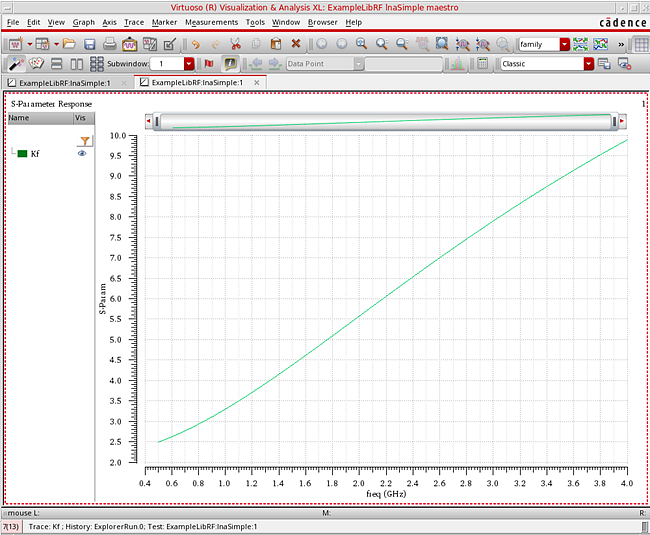 Virtuoso (R) Visualization & Analysis XL: ExampleLibRF lnaSimple maestro
File Edit View Graph Axis Trace Marker Measurements Tools Window Browser Help cādence
family
Subwindow: 1 Data Point Classic
ExampleLibRF:lnaSimple:1 ExampleLibRF:lnaSimple:1
S-Parameter Response 1
Name Vis
Kf
10.0
9.5
9.0
8.5
8.0
7.5
7.0
6.5
6.0
5.5
5.0
4.5
4.0
3.5
3.0
2.5
2.0
S-Param
0.4 0.6 0.8 1.0 1.2 1.4 1.6 1.8 2.0 2.2 2.4 2.6 2.8 3.0 3.2 3.4 3.6 3.8 4.0
freq (GHz)
mouse L: M: R:
7(13) Trace: Kf ; History: ExplorerRun.0; Test: ExampleLibRF:lnaSimple:1